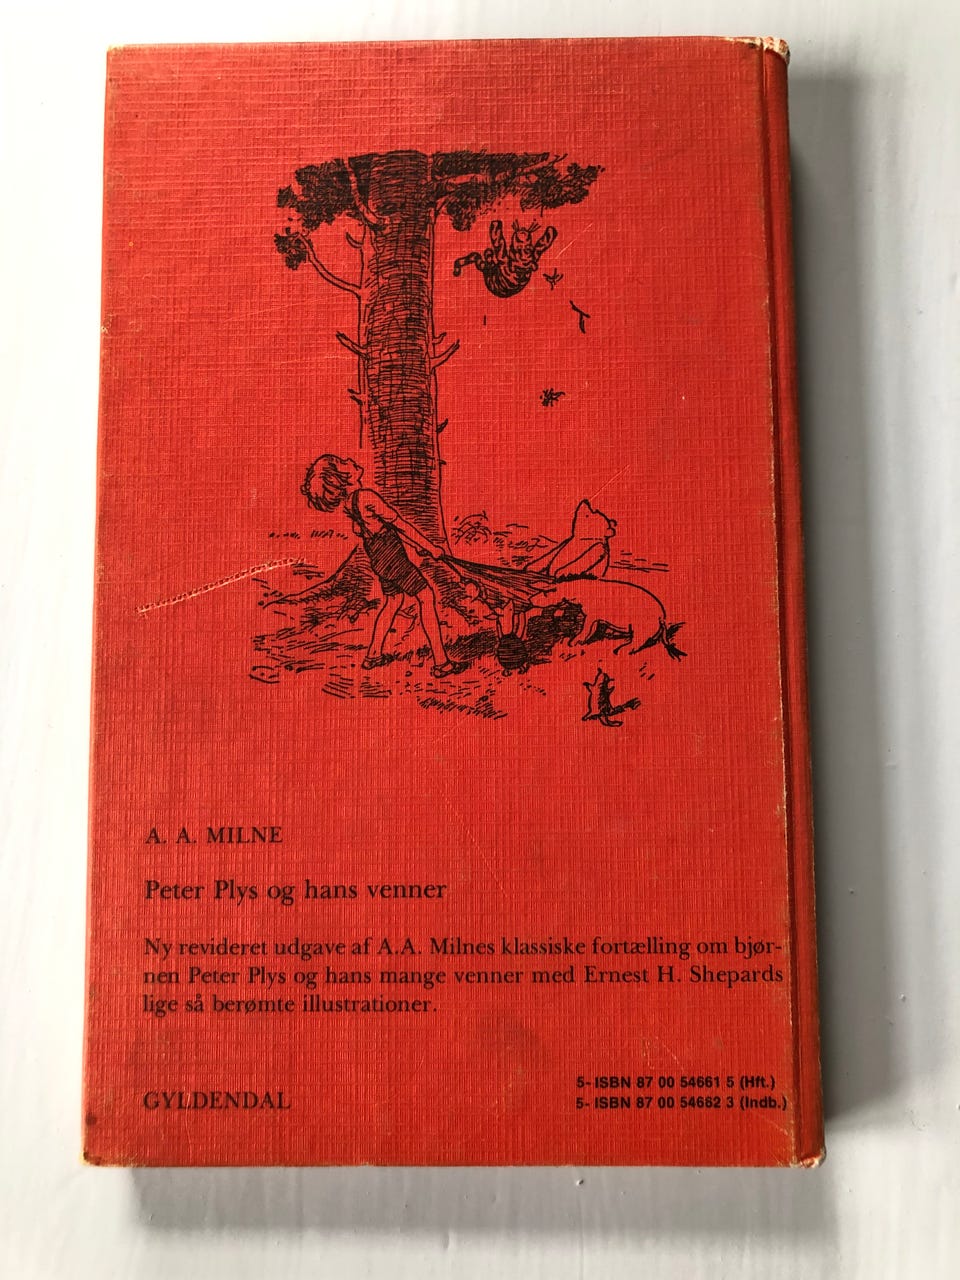 A. A. MILNE
Peter Plys og hans venner
Ny revideret udgave af A.A. Milnes klassiske fortælling om bjør-
nen Peter Plys og hans mange venner med Ernest H. Shepards
lige så berømte illustrationer.
GYLDENDAL
5- ISBN 87 00 54661 5 (Hft.)
5- ISBN 87 00 54662 3 (Indb.)